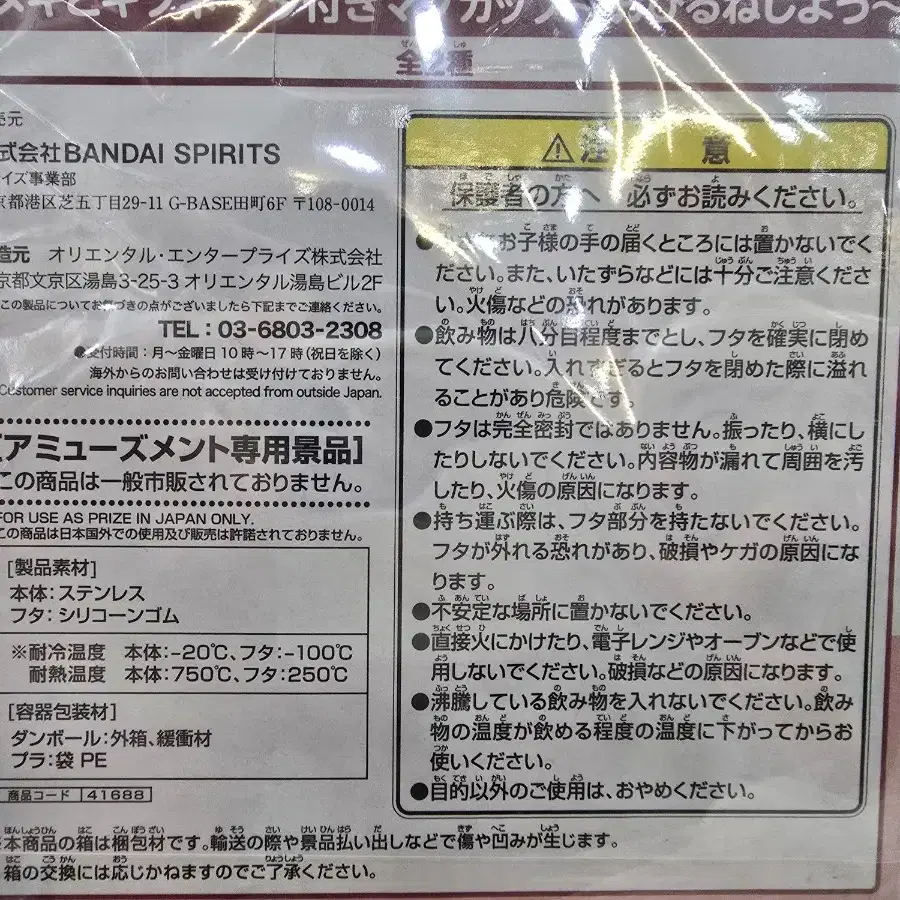 付きマグカップ～おひるねしよう～
全2種
売元
式会社BANDAI SPIRITS
イズ事業部
京都港区芝五丁目29-11 G-BASE田町6F 〒108-0014
造元 オリエンタル・エンタープライズ株式会社
京都文京区湯島3-25-3 オリエンタル湯島ビル2F
この製品についてお気づきの点がございましたら下記までご連絡ください。
TEL:03-6803-2308
●受付時間:月～金曜日10時～17時(祝日を除く)
海外からのお問い合わせは受け付けておりません。
Customer service inquiries are not accepted from outside Japan.
[アミューズメント専用景品]
この商品は一般市販されておりません。
FOR USE AS PRIZE IN JAPAN ONLY.
この商品は日本国外での使用及び販売は許諾されておりません。
[製品素材]
本体:ステンレス
フタ:シリコーンゴム
※耐冷温度 本体:-20℃、フタ:-100℃
耐熱温度 本体:750℃、フタ:250℃
[容器包装材]
ダンボール:外箱、緩衝材
プラ:袋 PE
商品コード 41688
⚠注意
保護者の方へ 必ずお読みください。
お子様の手の届くところには置かないでく
ださい。また、いたずらなどには十分ご注意くださ
い。火傷などの恐れがあります。
●飲み物は八分目程度までとし、フタを確実に閉め
てください。入れすぎるとフタを閉めた際に溢れ
ることがあり危険です。
●フタは完全密封ではありません。振ったり、横にし
たりしないでください。内容物が漏れて周囲を汚
したり、火傷の原因になります。
●持ち運ぶ際は、フタ部分を持たないでください。
フタが外れる恐れがあり、破損やケガの原因にな
ります。
●不安定な場所に置かないでください。
●直接火にかけたり、電子レンジやオーブンなどで使
用しないでください。破損などの原因になります。
●沸騰している飲み物を入れないでください。飲み
物の温度が飲める程度の温度に下がってからお
使いください。
●目的以外のご使用は、おやめください。
※本商品の箱は梱包材です。輸送の際や景品払い出しなどで傷や凹みが生じます。
箱の交換には応じかねますのでご了承ください。